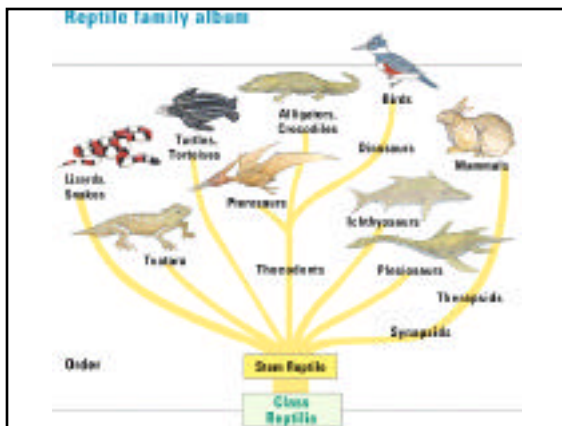 Reptile family album
Birds
Alligators,
Crocodiles
Turtles,
Tortoises
Dinosaurs
Mammals
Lizards,
Snakes
Pterosaurs
Ichthyosaurs
Tuatara
Thecodonts
Plesiosaurs
Therapsids
Synapsids
Order
Stem Reptile
Class
Reptilia